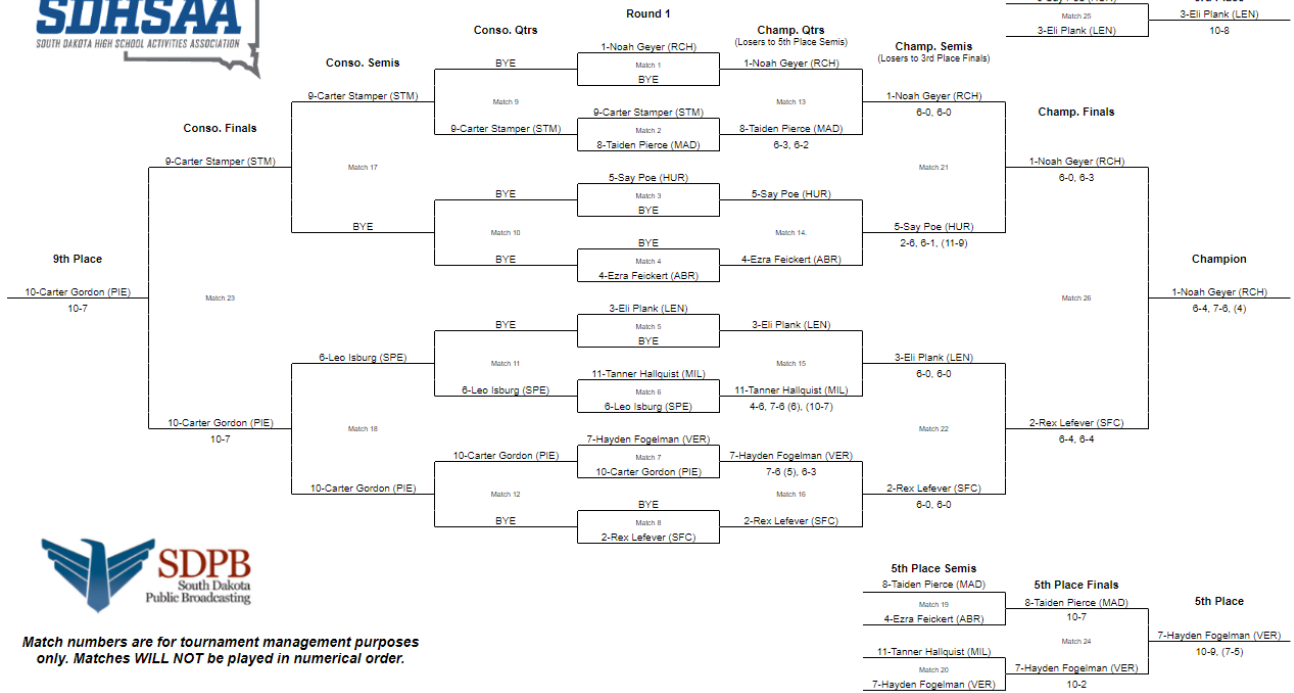 SDHSAA
SOUTH DAKOTA HIGH SCHOOL ACTIVITIES ASSOCIATION
Match 25
3-Eli Plank (LEN)
3-Eli Plank (LEN)
10-8
Round 1
Conso. Qtrs
Champ. Qtrs
(Losers to 5th Place Semis)
Champ. Semis
(Losers to 3rd Place Finals)
Conso. Semis
Conso. Finals
Champ. Finals
9th Place
Champion
1-Noah Geyer (RCH)
BYE
Match 1
1-Noah Geyer (RCH)
BYE
9-Carter Stamper (STM)
Match 9
Match 13
1-Noah Geyer (RCH)
6-0, 6-0
9-Carter Stamper (STM)
9-Carter Stamper (STM)
Match 2
8-Taiden Pierce (MAD)
8-Taiden Pierce (MAD)
6-3, 6-2
9-Carter Stamper (STM)
Match 17
Match 21
1-Noah Geyer (RCH)
6-0, 6-3
5-Say Poe (HUR)
BYE
Match 3
5-Say Poe (HUR)
BYE
BYE
Match 10
Match 14.
5-Say Poe (HUR)
2-6, 6-1, (11-9)
BYE
BYE
Match 4
4-Ezra Feickert (ABR)
4-Ezra Feickert (ABR)
10-Carter Gordon (PIE)
10-7
Match 23
Match 26
1-Noah Geyer (RCH)
6-4, 7-6, (4)
3-Eli Plank (LEN)
BYE
Match 5
3-Eli Plank (LEN)
BYE
6-Leo Isburg (SPE)
Match 11
Match 15
3-Eli Plank (LEN)
6-0, 6-0
11-Tanner Hallquist (MIL)
6-Leo Isburg (SPE)
Match 6
11-Tanner Hallquist (MIL)
6-Leo Isburg (SPE)
4-6, 7-6 (6), (10-7)
10-Carter Gordon (PIE)
10-7
Match 18
Match 22
2-Rex Lefever (SFC)
6-4, 6-4
7-Hayden Fogelman (VER)
10-Carter Gordon (PIE)
Match 7
7-Hayden Fogelman (VER)
10-Carter Gordon (PIE)
7-6 (5), 6-3
10-Carter Gordon (PIE)
Match 12
Match 16
2-Rex Lefever (SFC)
6-0, 6-0
BYE
BYE
Match 8
2-Rex Lefever (SFC)
2-Rex Lefever (SFC)
SDPB
South Dakota
Public Broadcasting
5th Place Semis
8-Taiden Pierce (MAD)
5th Place Finals
Match 19
8-Taiden Pierce (MAD)
5th Place
4-Ezra Feickert (ABR)
10-7
Match 24
7-Hayden Fogelman (VER)
10-9, (7-5)
11-Tanner Hallquist (MIL)
Match 20
7-Hayden Fogelman (VER)
7-Hayden Fogelman (VER)
10-2
Match numbers are for tournament management purposes
only. Matches WILL NOT be played in numerical order.